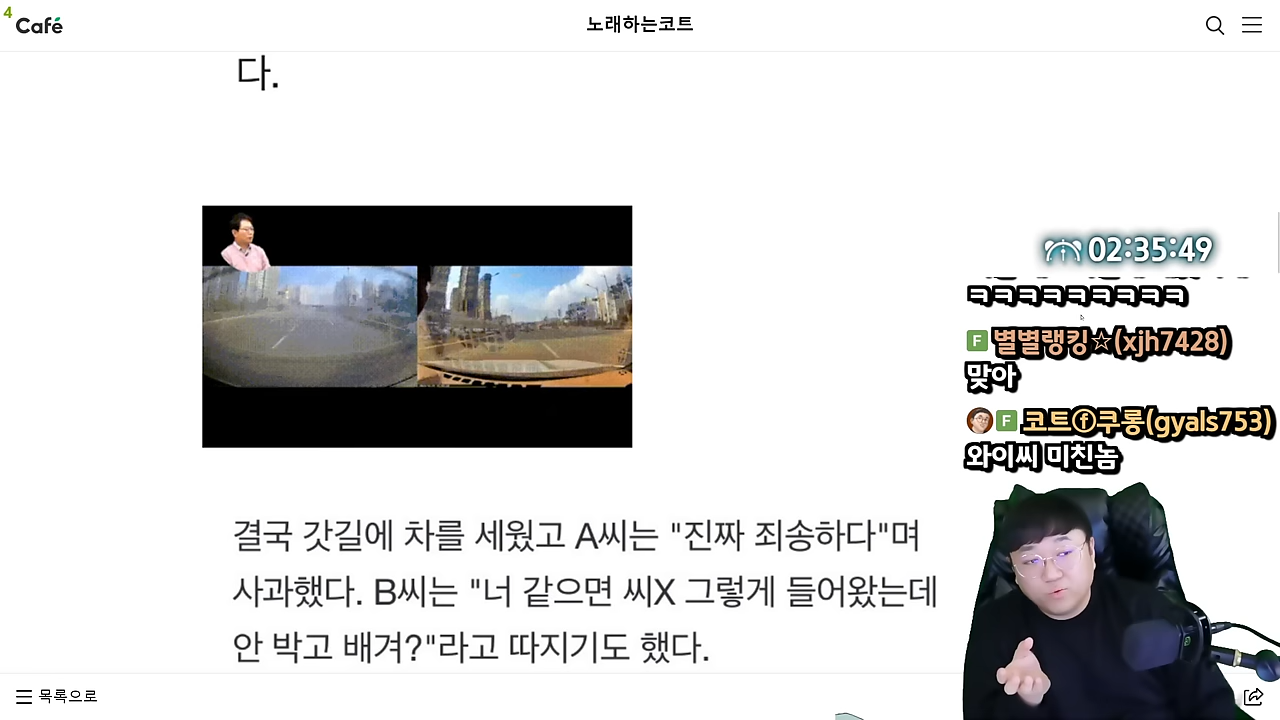 4
Café
노래하는코트
다.
02:35:49
ㅋㅋㅋㅋㅋㅋㅋㅋㅋ
F 별별랭킹☆(xjh7428)
맞아
F 코트ⓕ쿠롱(gyals753)
와이씨 미친놈
결국 갓길에 차를 세웠고 A씨는 "진짜 죄송하다"며
사과했다. B씨는 "너 같으면 씨X 그렇게 들어왔는데
안 박고 배겨?"라고 따지기도 했다.
목록으로